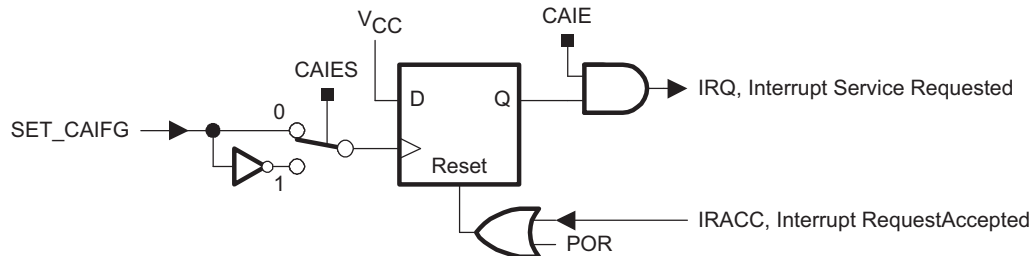 CAIE
VCC
CAIES
D
Q
IRQ, Interrupt Service Requested
0
SET_CAIFG
1
Reset
IRACC, Interrupt RequestAccepted
POR